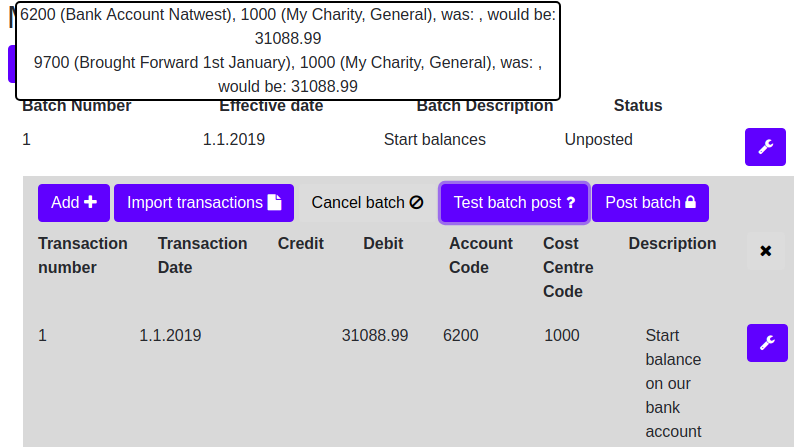 6200 (Bank Account Natwest), 1000 (My Charity, General), was: , would be:
31088.99
9700 (Brought Forward 1st January), 1000 (My Charity, General), was: ,
would be: 31088.99
Batch Number Effective date Batch Description Status
1 1.1.2019 Start balances Unposted
Add Import transactions Cancel batch Test batch post ? Post batch
Transaction number Transaction Date Credit Debit Account Code Cost Centre Code Description
1 1.1.2019 31088.99 6200 1000 Start
balance
on our
bank
account